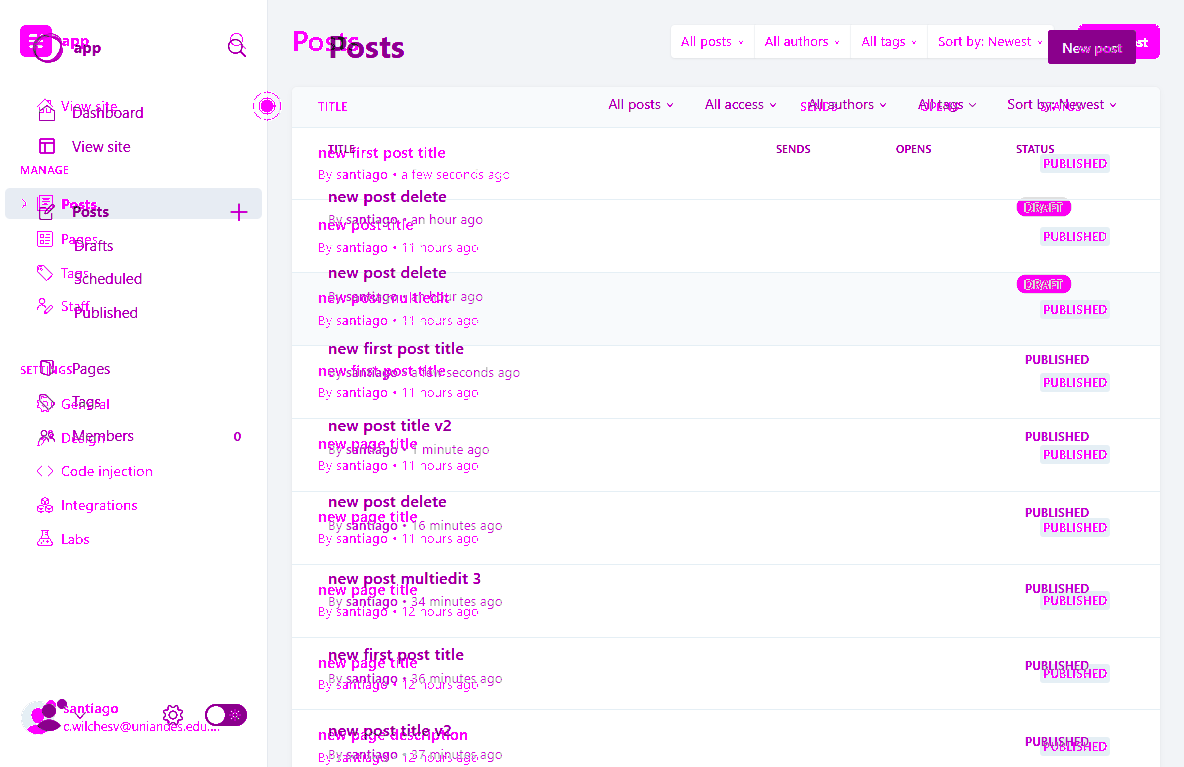 app
app
View site
Dashboard
View site
MANAGE
Posts
Posts
Pages
Drafts
Tags
Scheduled
Staff
Published
SETTINGS
Pages
Tags
General
Design
Members 0
Code injection
Integrations
Labs
santiago
c.wilchesv@uniandes.edu....
Posts
Posts
All posts All authors All tags Sort by: Newest
New post
TITLE SENDS OPENS STATUS
All posts All access All authors All tags Sort by: Newest
TITLE SENDS OPENS STATUS
new first post title
By santiago • a few seconds ago
PUBLISHED
new post delete
By santiago • an hour ago
DRAFT
new post title
By santiago • 11 hours ago
PUBLISHED
new post delete
By santiago • an hour ago
DRAFT
new post multiedit
By santiago • 11 hours ago
PUBLISHED
new first post title
By santiago • a few seconds ago
PUBLISHED
new first post title
By santiago • 11 hours ago
PUBLISHED
new post title v2
By santiago • 1 minute ago
PUBLISHED
new page title
By santiago • 11 hours ago
PUBLISHED
new post delete
By santiago • 16 minutes ago
PUBLISHED
new page title
By santiago • 11 hours ago
PUBLISHED
new post multiedit 3
By santiago • 34 minutes ago
PUBLISHED
new page title
By santiago • 12 hours ago
PUBLISHED
new first post title
By santiago • 36 minutes ago
PUBLISHED
new page title
By santiago • 12 hours ago
PUBLISHED
new post title v2
By santiago • 37 minutes ago
PUBLISHED
new page description
By santiago • 12 hours ago
PUBLISHED